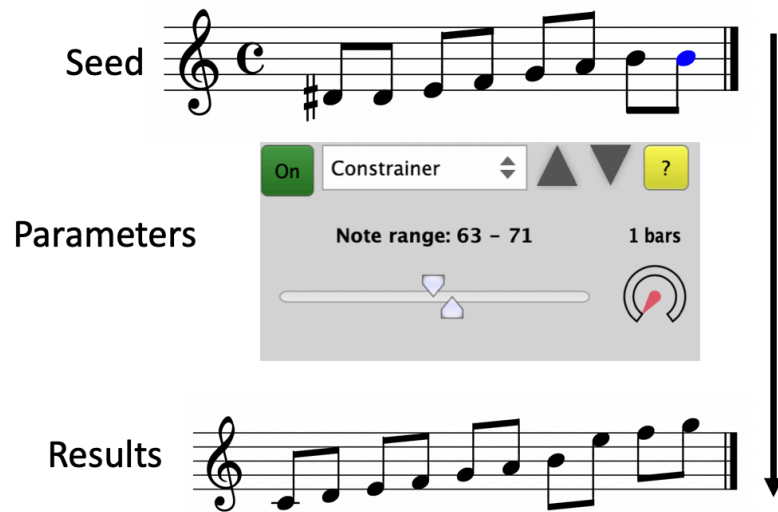 Seed
On
Constrainer
?
Parameters
Note range: 63 – 71
1 bars
Results